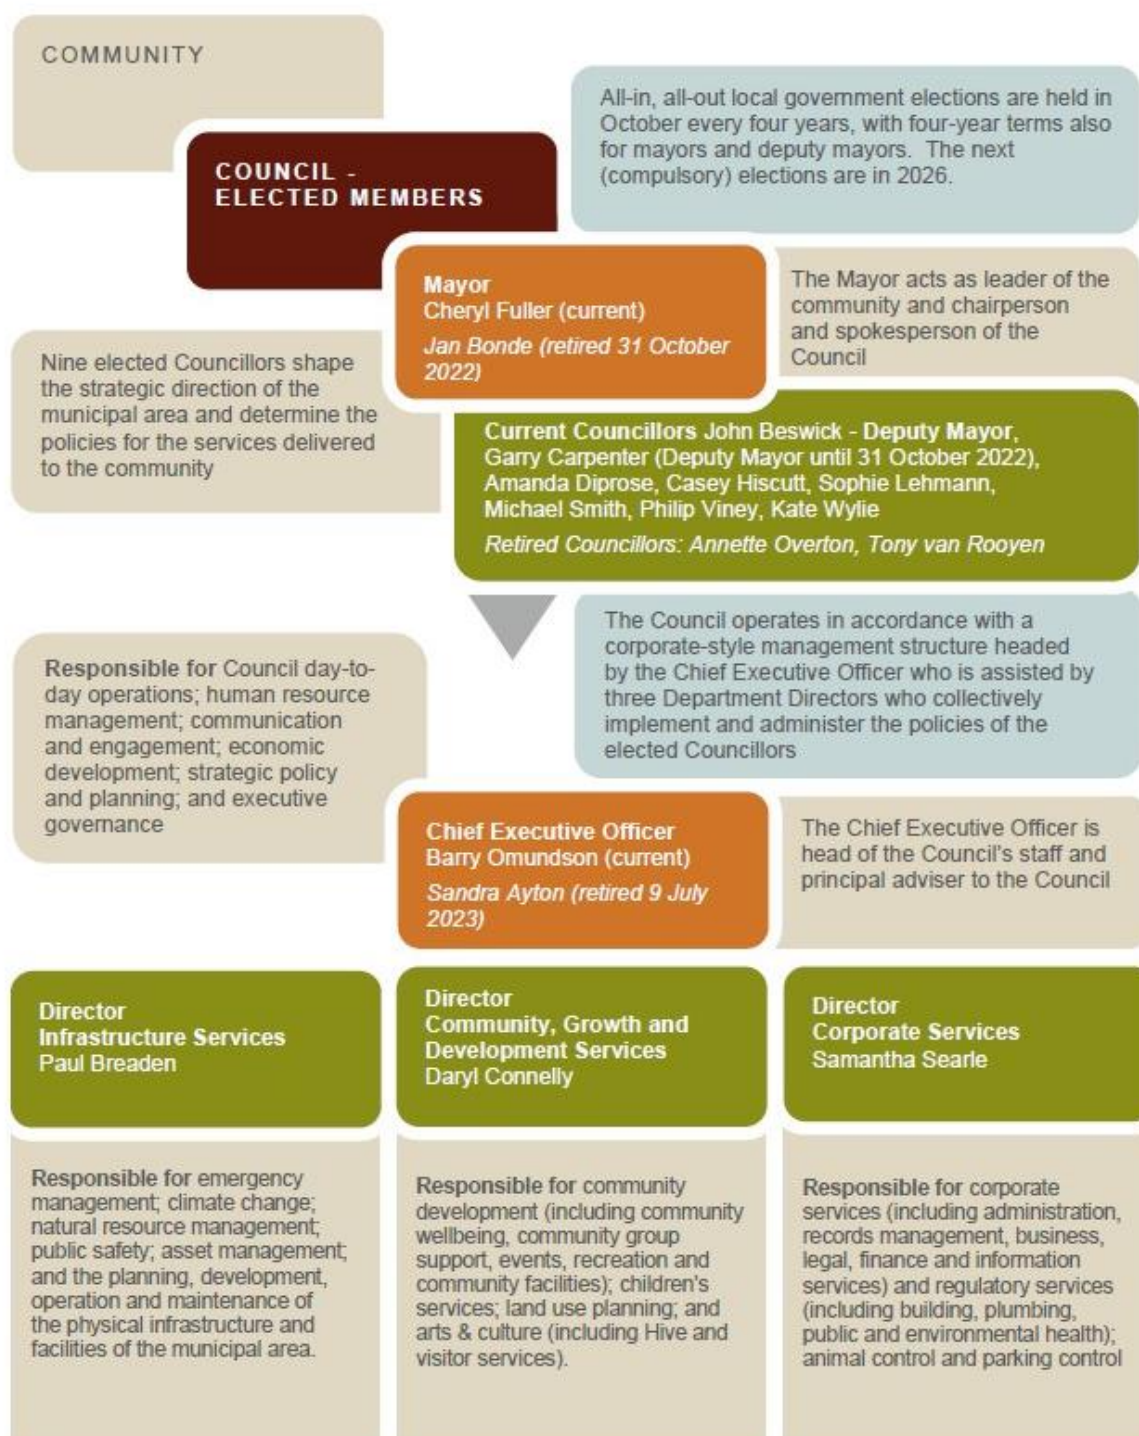 COMMUNITY
All-in, all-out local government elections are held in
October every four years, with four-year terms also
for mayors and deputy mayors.  The next
(compulsory) elections are in 2026.
COUNCIL -
ELECTED MEMBERS
Mayor
Cheryl Fuller (current)
Jan Bonde (retired 31 October
2022)
The Mayor acts as leader of the
community and chairperson
and spokesperson of the
Council
Nine elected Councillors shape
the strategic direction of the
municipal area and determine the
policies for the services delivered
to the community
Current Councillors John Beswick - Deputy Mayor,
Garry Carpenter (Deputy Mayor until 31 October 2022),
Amanda Diprose, Casey Hiscutt, Sophie Lehmann,
Michael Smith, Philip Viney, Kate Wylie
Retired Councillors: Annette Overton, Tony van Rooyen
The Council operates in accordance with a
corporate-style management structure headed
by the Chief Executive Officer who is assisted by
three Department Directors who collectively
implement and administer the policies of the
elected Councillors
Responsible for Council day-to-
day operations; human resource
management; communication
and engagement; economic
development; strategic policy
and planning; and executive
governance
Chief Executive Officer
Barry Omundson (current)
Sandra Ayton (retired 9 July
2023)
The Chief Executive Officer is
head of the Council's staff and
principal adviser to the Council
Director
Infrastructure Services
Paul Breaden
Director
Community, Growth and
Development Services
Daryl Connelly
Director
Corporate Services
Samantha Searle
Responsible for emergency
management; climate change;
natural resource management;
public safety; asset management;
and the planning, development,
operation and maintenance of
the physical infrastructure and
facilities of the municipal area.
Responsible for community
development (including community
wellbeing, community group
support, events, recreation and
community facilities); children's
services; land use planning; and
arts & culture (including Hive and
visitor services).
Responsible for corporate
services (including administration,
records management, business,
legal, finance and information
services) and regulatory services
(including building, plumbing,
public and environmental health);
animal control and parking control